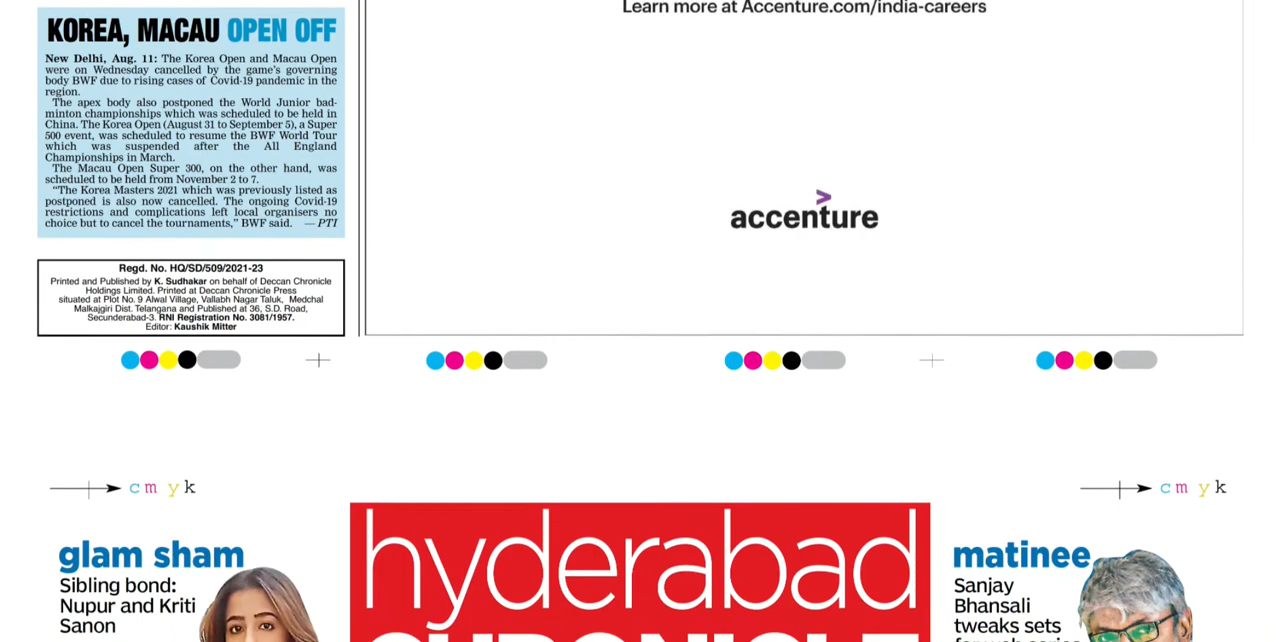 Learn more at Accenture.com/india-careers
KOREA, MACAU OPEN OFF
New Delhi, Aug. 11: The Korea Open and Macau Open
were on Wednesday cancelled by the game's governing
body BWF due to rising cases of Covid-19 pandemic in the
region.
The apex body also postponed the World Junior bad-
minton championships which was scheduled to be held in
China. The Korea Open (August 31 to September 5), a Super
500 event, was scheduled to resume the BWF World Tour
which was suspended after the All England
Championships in March.
The Macau Open Super 300, on the other hand, was
scheduled to be held from November 2 to 7.
"The Korea Masters 2021 which was previously listed as
postponed is also now cancelled. The ongoing Covid-19
restrictions and complications left local organisers no
choice but to cancel the tournaments," BWF said. — PTI
accenture
Regd. No. HQ/SD/509/2021-23
Printed and Published by K. Sudhakar on behalf of Deccan Chronicle
Holdings Limited. Printed at Deccan Chronicle Press
situated at Plot No. 9 Alwal Village, Vallabh Nagar Taluk, Medchal
Malkajgiri Dist. Telangana and Published at 36, S.D. Road,
Secunderabad-3. RNI Registration No. 3081/1957.
Editor: Kaushik Mitter
c m y k
c m y k
glam sham
Sibling bond:
Nupur and Kriti
Sanon
hyderabad
CHRONICLE
matinee
Sanjay
Bhansali
tweaks sets
for web series